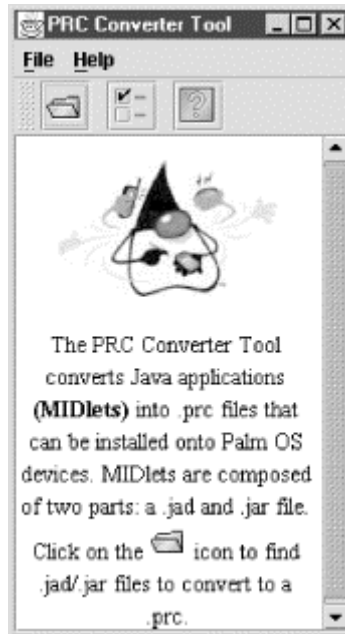 PRC Converter Tool
File Help
The PRC Converter Tool
converts Java applications
(MIDlets) into .prc files that
can be installed onto Palm OS
devices. MIDlets are composed
of two parts: a .jad and .jar file.
Click on the icon to find
.jad/.jar files to convert to a
.prc.